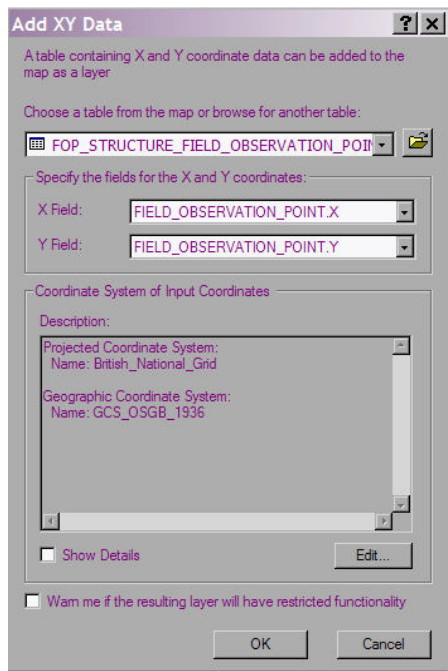 Add XY Data
A table containing X and Y coordinate data can be added to the
map as a layer
Choose a table from the map or browse for another table:
FOP_STRUCTURE_FIELD_OBSERVATION_POIN
Specify the fields for the X and Y coordinates:
X Field: FIELD_OBSERVATION_POINT.X
Y Field: FIELD_OBSERVATION_POINT.Y
Coordinate System of Input Coordinates
Description:
Projected Coordinate System:
Name: British_National_Grid
Geographic Coordinate System:
Name: GCS_OSGB_1936
Show Details Edit...
Warn me if the resulting layer will have restricted functionality
OK Cancel